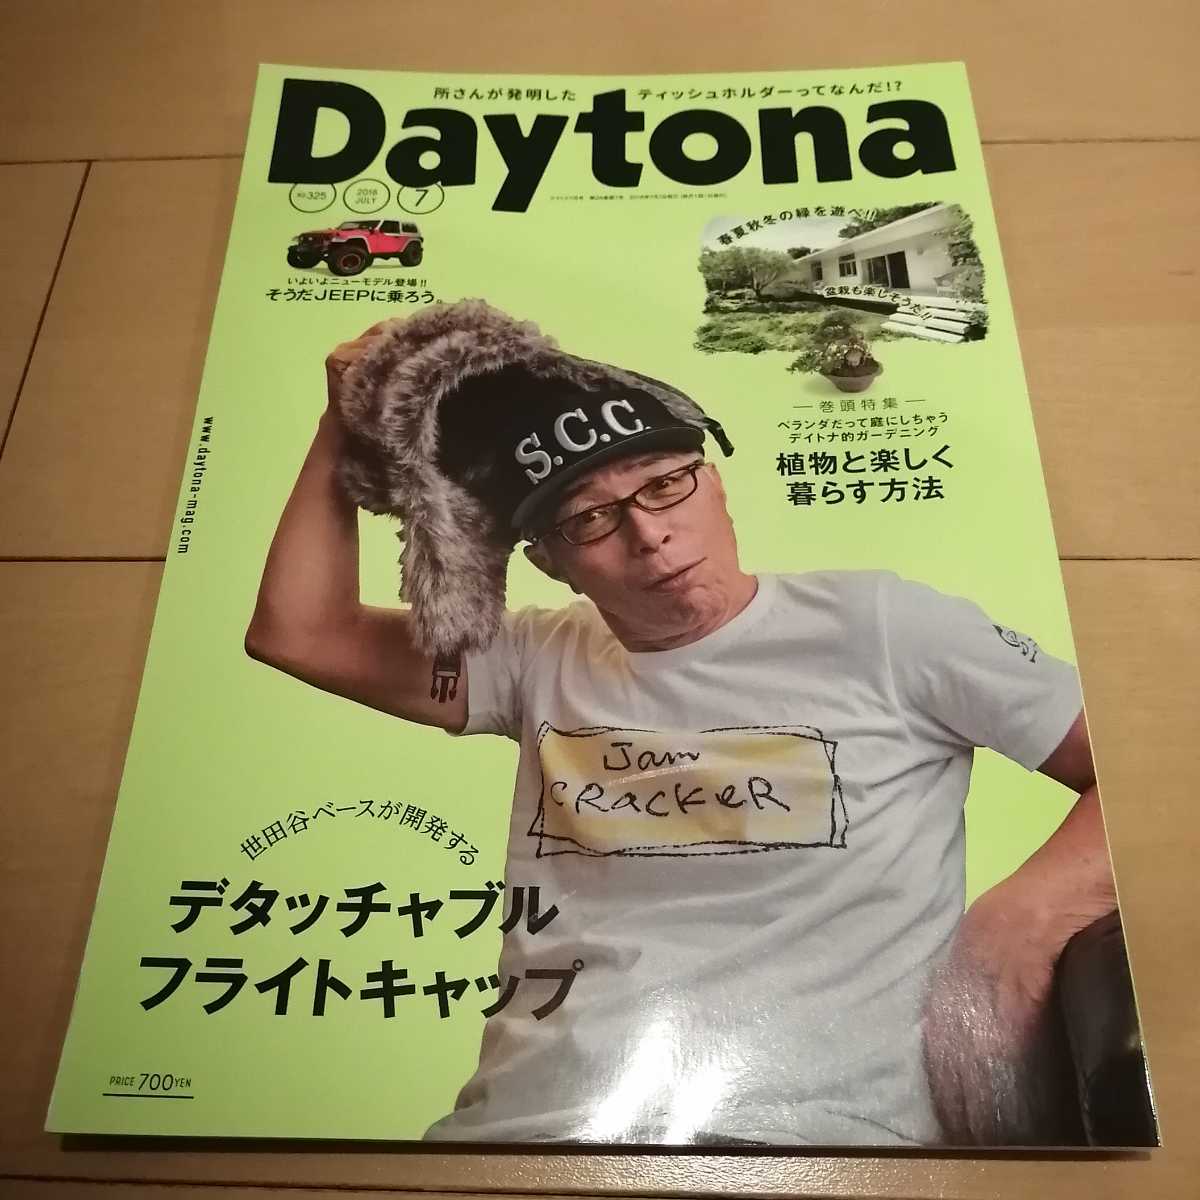 所さんが発明した ティッシュホルダーってなんだ!?
Daytona
NO.325
2018 JULY
7
いよいよニューモデル登場!!
そうだJEEPに乗ろう。
春夏秋冬の緑を遊べ!!
盆栽も楽しそうだ!!
巻頭特集
ベランダだって庭にしちゃう
デイトナ的ガーデニング
植物と楽しく
暮らす方法
www.daytona-mag.com
S.C.C.
Jam
CRACKeR
世田谷ベースが開発する
デタッチャブル
フライトキャップ
PRICE 700YEN